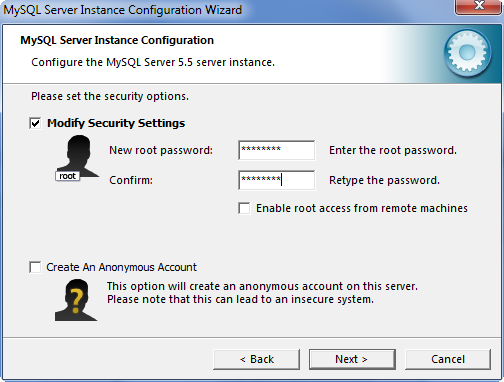 MySQL Server Instance Configuration Wizard
MySQL Server Instance Configuration
Configure the MySQL Server 5.5 server instance.
Please set the security options.
Modify Security Settings
root
New root password: ******** Enter the root password.
Confirm: ******** Retype the password.
Enable root access from remote machines
Create An Anonymous Account
This option will create an anonymous account on this server.
Please note that this can lead to an insecure system.
< Back Next > Cancel